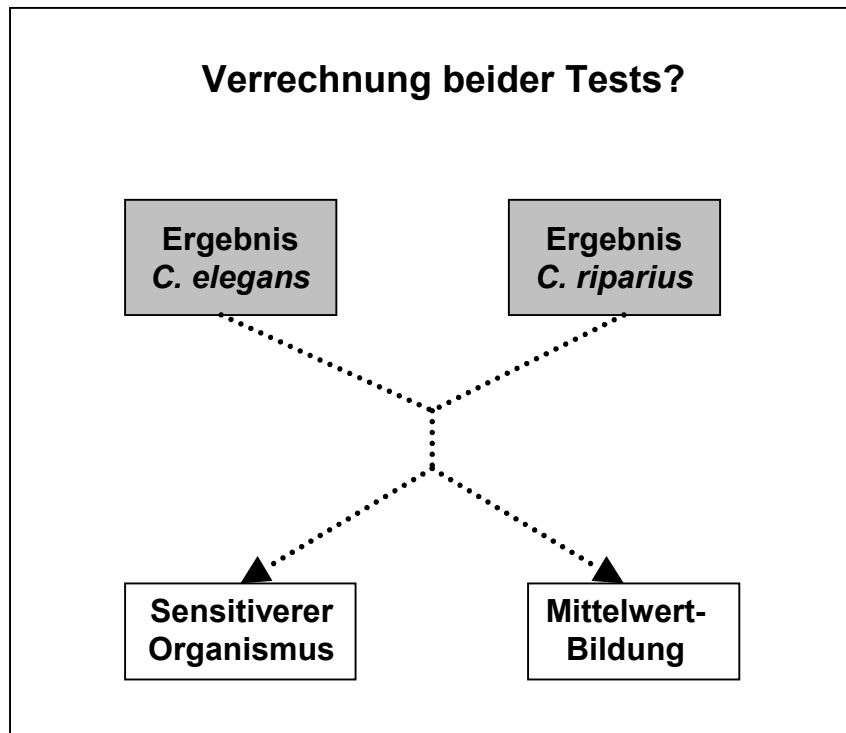 Verrechnung beider Tests?
Ergebnis
C. elegans
Ergebnis
C. riparius
Sensitiverer
Organismus
Mittelwert-
Bildung